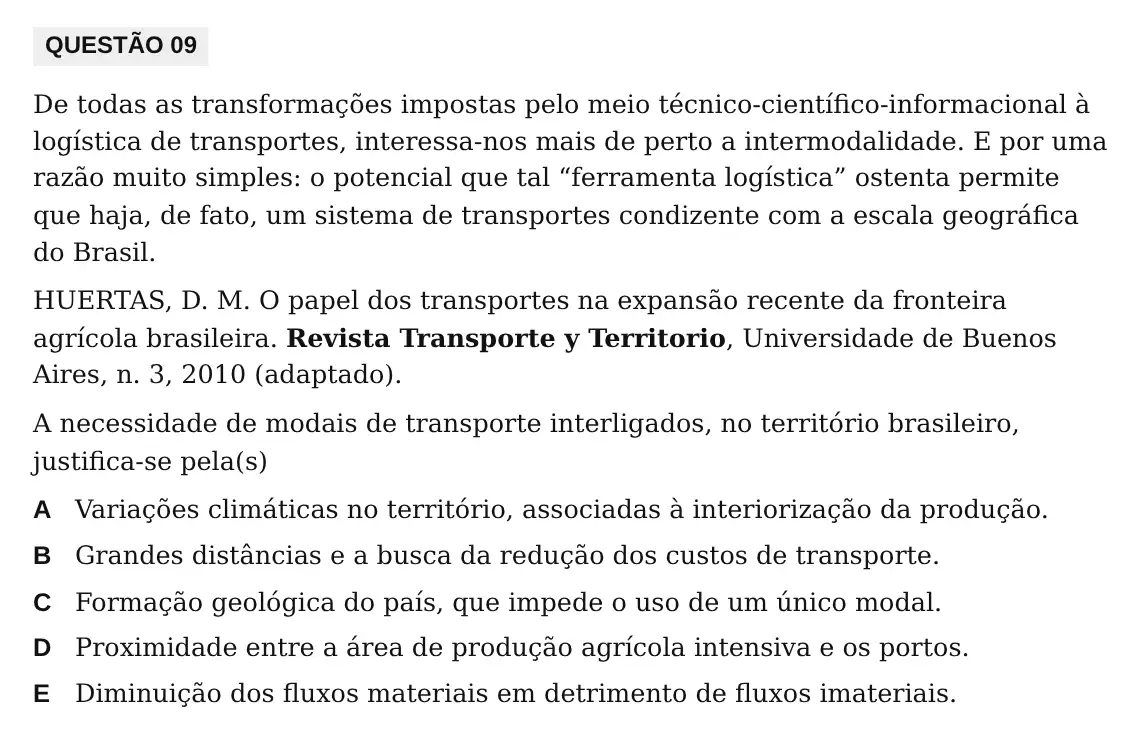 QUESTÃO 09
De todas as transformações impostas pelo meio técnico-científico-informacional à
logística de transportes, interessa-nos mais de perto a intermodalidade. E por uma
razão muito simples: o potencial que tal “ferramenta logística” ostenta permite
que haja, de fato, um sistema de transportes condizente com a escala geográfica
do Brasil.
HUERTAS, D. M. O papel dos transportes na expansão recente da fronteira
agrícola brasileira. Revista Transporte y Territorio, Universidade de Buenos
Aires, n. 3, 2010 (adaptado).
A necessidade de modais de transporte interligados, no território brasileiro,
justifica-se pela(s)
A Variações climáticas no território, associadas à interiorização da produção.
B Grandes distâncias e a busca da redução dos custos de transporte.
C Formação geológica do país, que impede o uso de um único modal.
D Proximidade entre a área de produção agrícola intensiva e os portos.
E Diminuição dos fluxos materiais em detrimento de fluxos imateriais.